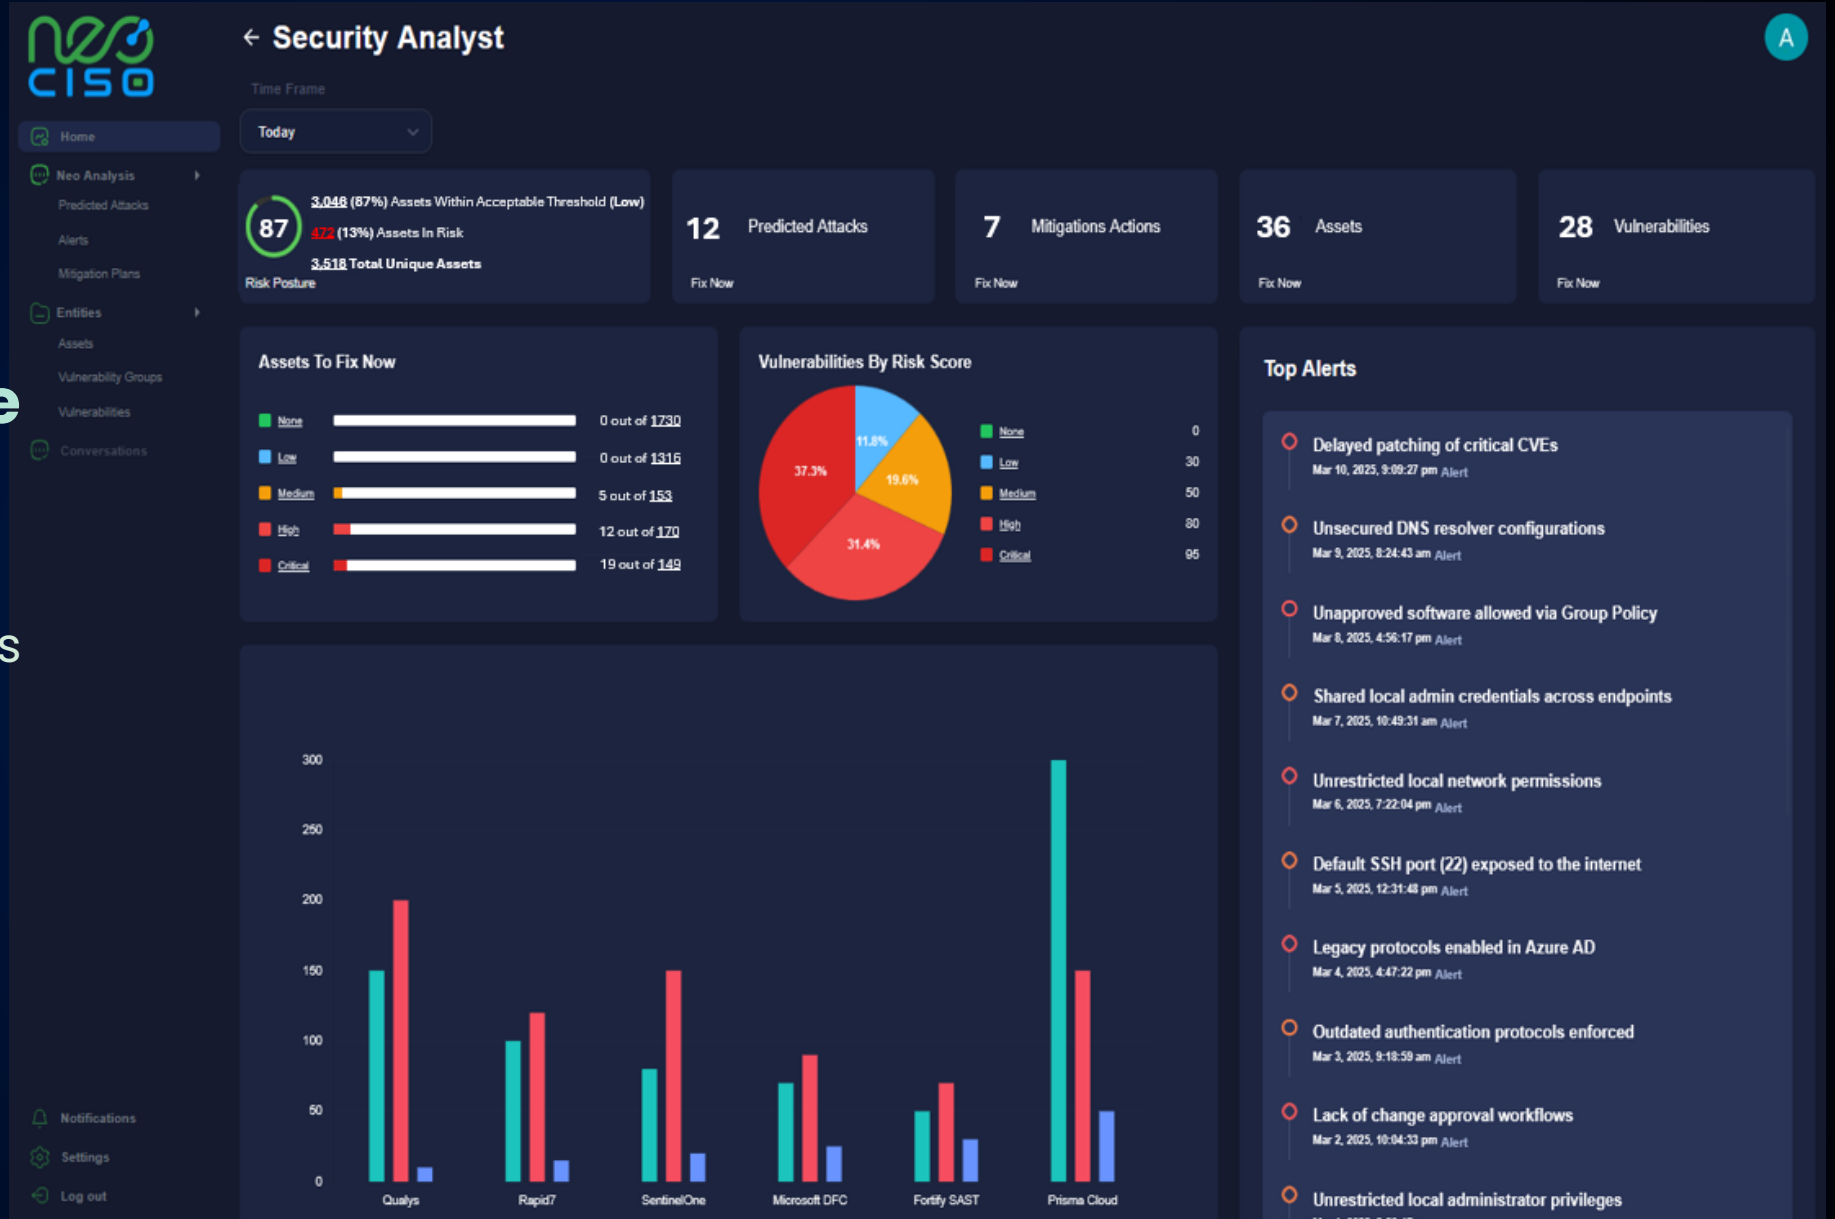 neo
CISO
← Security Analyst
A
Time Frame
Today
Home
Neo Analysis
Predicted Attacks
Alerts
Mitigation Plans
Entities
Assets
Vulnerability Groups
Vulnerabilities
Conversations
Notifications
Settings
Log out
e
s
87
Risk Posture
3,046 (87%) Assets Within Acceptable Threshold (Low)
472 (13%) Assets In Risk
3,518 Total Unique Assets
12 Predicted Attacks
Fix Now
7 Mitigations Actions
Fix Now
36 Assets
Fix Now
28 Vulnerabilities
Fix Now
Assets To Fix Now
None 0 out of 1730
Low 0 out of 1316
Medium 5 out of 153
High 12 out of 170
Critical 19 out of 149
Vulnerabilities By Risk Score
11.8%
19.6%
31.4%
37.3%
None 0
Low 30
Medium 50
High 80
Critical 95
300
250
200
150
100
50
0
Qualys Rapid7 SentinelOne Microsoft DFC Fortify SAST Prisma Cloud
Top Alerts
Delayed patching of critical CVEs
Mar 10, 2025, 9:09:27 pm Alert
Unsecured DNS resolver configurations
Mar 9, 2025, 8:24:43 am Alert
Unapproved software allowed via Group Policy
Mar 8, 2025, 4:56:17 pm Alert
Shared local admin credentials across endpoints
Mar 7, 2025, 10:49:31 am Alert
Unrestricted local network permissions
Mar 6, 2025, 7:22:04 pm Alert
Default SSH port (22) exposed to the internet
Mar 5, 2025, 12:31:48 pm Alert
Legacy protocols enabled in Azure AD
Mar 4, 2025, 4:47:22 pm Alert
Outdated authentication protocols enforced
Mar 3, 2025, 9:18:59 am Alert
Lack of change approval workflows
Mar 2, 2025, 10:04:33 pm Alert
Unrestricted local administrator privileges